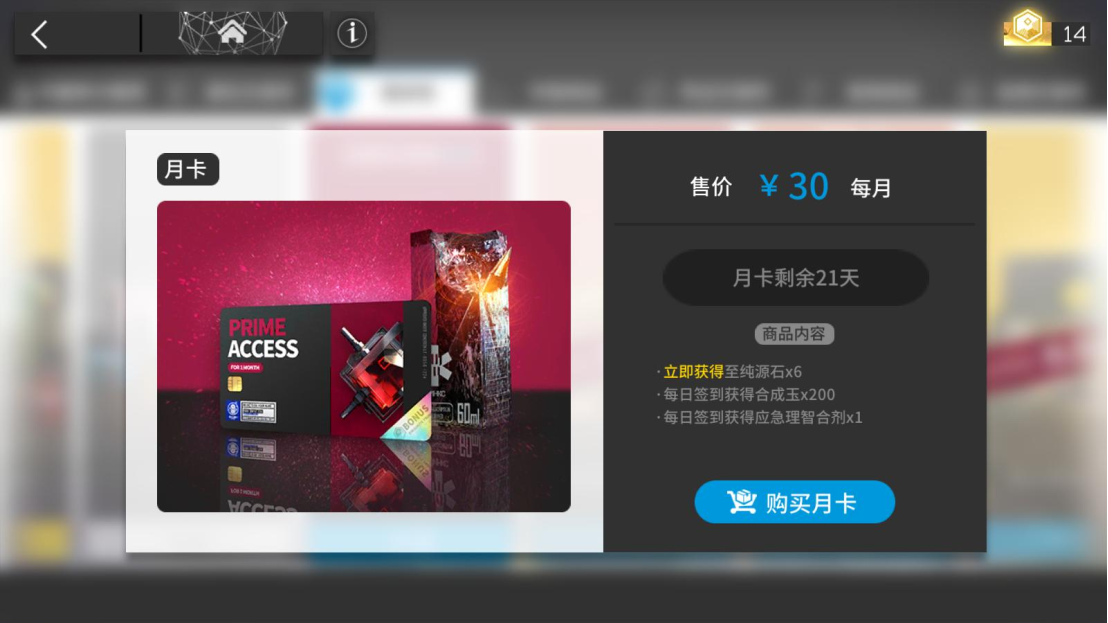 14
月卡
PRIME
ACCESS
FOR 1 MONTH
BONUS
60ml
售价 ¥ 30 每月
月卡剩余21天
商品内容
·立即获得至纯源石x6
·每日签到获得合成玉x200
·每日签到获得应急理智合剂x1
购买月卡